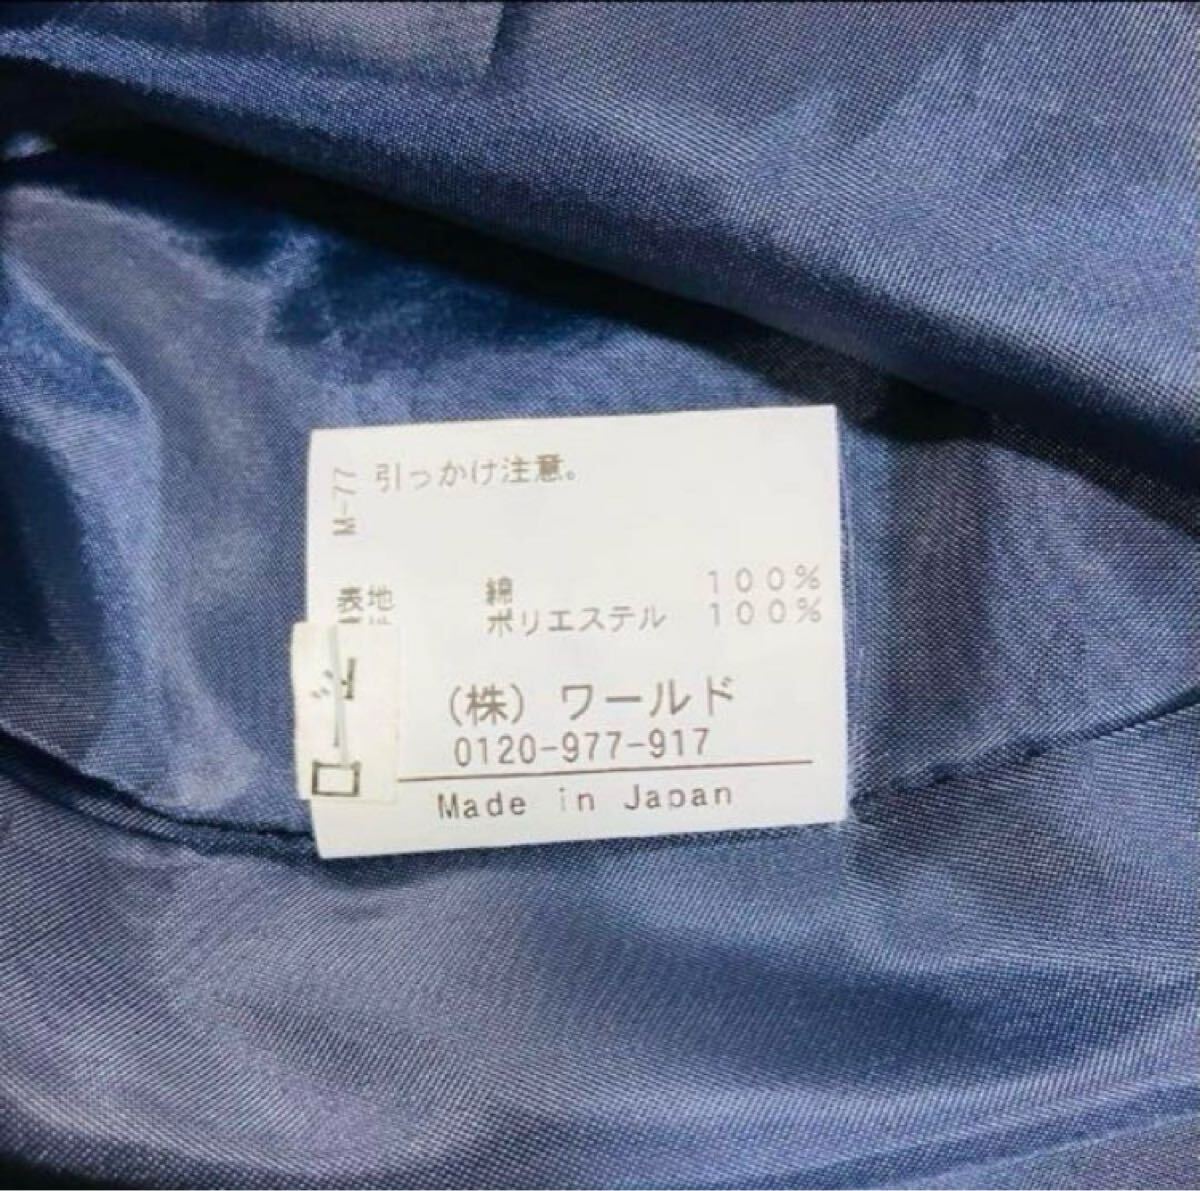 引っかけ注意。
M-77
表地 綿 100%
ポリエステル 100%
(株) ワールド
0120-977-917
Made in Japan